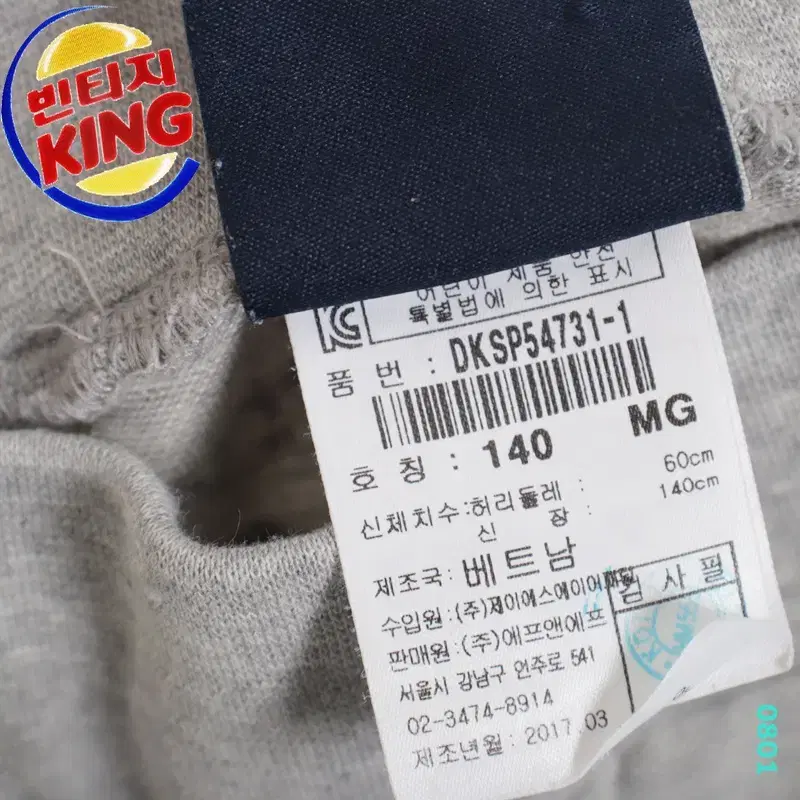 빈티지
KING
어린이 제품 안전
특별법에 의한 표시
품 번 : DKSP54731-1
MG
호 칭 : 140
신체치수:허리둘레 : 60cm
신 장 : 140cm
제조국: 베트남
수입원:(주)제이에스에이어패럴
검 사 필
판매원:(주)에프앤에프
서울시 강남구 언주로 541
02-3474-8914
제조년월: 2017.03
0801